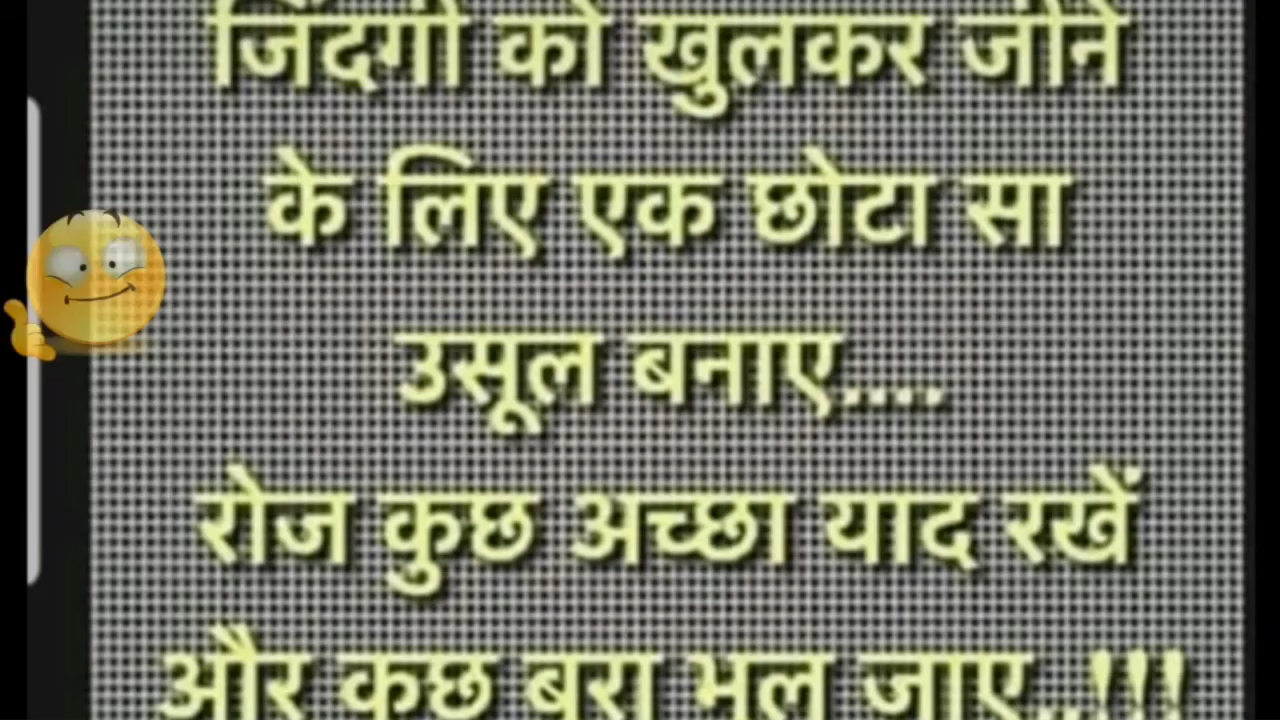 जिंदगी को खुलकर जीने
के लिए एक छोटा सा
उसूल बनाए....
रोज कुछ अच्छा याद रखें
और कुछ बुरा भूल जाए..!!!